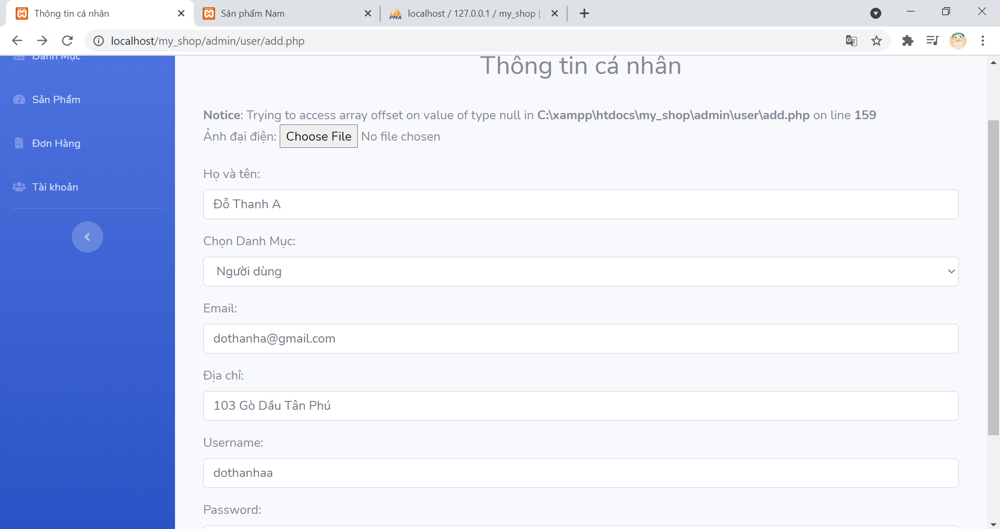 Thông tin cá nhân
Sản phẩm Nam
localhost / 127.0.0.1 / my_shop |
localhost/my_shop/admin/user/add.php
Danh Mục
Sản Phẩm
Đơn Hàng
Tài khoản
Thông tin cá nhân
Notice: Trying to access array offset on value of type null in C:\xampp\htdocs\my_shop\admin\user\add.php on line 159
Ảnh đại điện: Choose File No file chosen
Họ và tên:
Đỗ Thanh A
Chọn Danh Mục:
Người dùng
Email:
dothanha@gmail.com
Địa chỉ:
103 Gò Dầu Tân Phú
Username:
dothanhaa
Password: